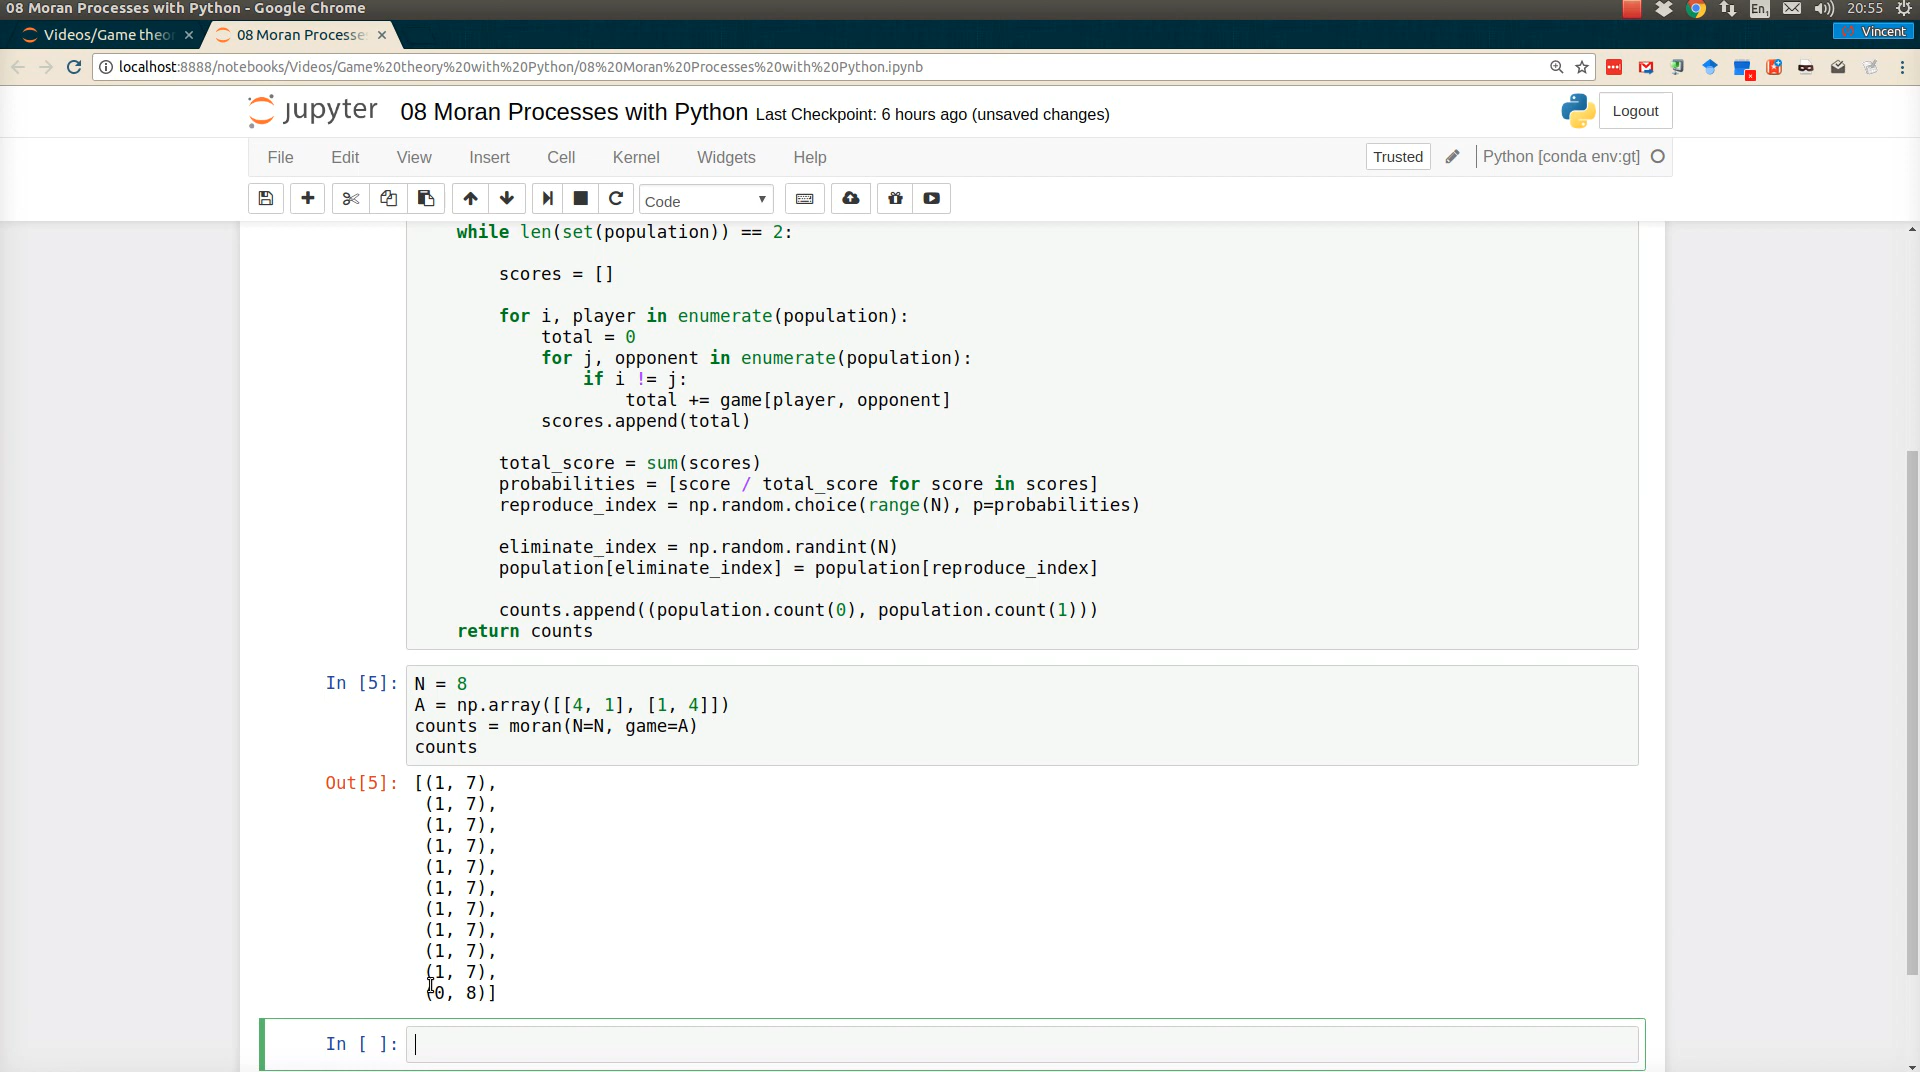 08 Moran Processes with Python - Google Chrome
En1
20:55
Videos/Game theo
08 Moran Processe
Vincent
localhost:8888/notebooks/Videos/Game%20theory%20with%20Python/08%20Moran%20Processes%20with%20Python.ipynb
jupyter 08 Moran Processes with Python Last Checkpoint: 6 hours ago (unsaved changes)
Logout
File Edit View Insert Cell Kernel Widgets Help
Trusted
Python [conda env:gt]
Code
while len(set(population)) == 2:
scores = []
for i, player in enumerate(population):
total = 0
for j, opponent in enumerate(population):
if i != j:
total += game[player, opponent]
scores.append(total)
total_score = sum(scores)
probabilities = [score / total_score for score in scores]
reproduce_index = np.random.choice(range(N), p=probabilities)
eliminate_index = np.random.randint(N)
population[eliminate_index] = population[reproduce_index]
counts.append((population.count(0), population.count(1)))
return counts
In [5]: N = 8
A = np.array([[4, 1], [1, 4]])
counts = moran(N=N, game=A)
counts
Out[5]: [(1, 7),
(1, 7),
(1, 7),
(1, 7),
(1, 7),
(1, 7),
(1, 7),
(1, 7),
(1, 7),
(1, 7),
(0, 8)]
In [ ]: